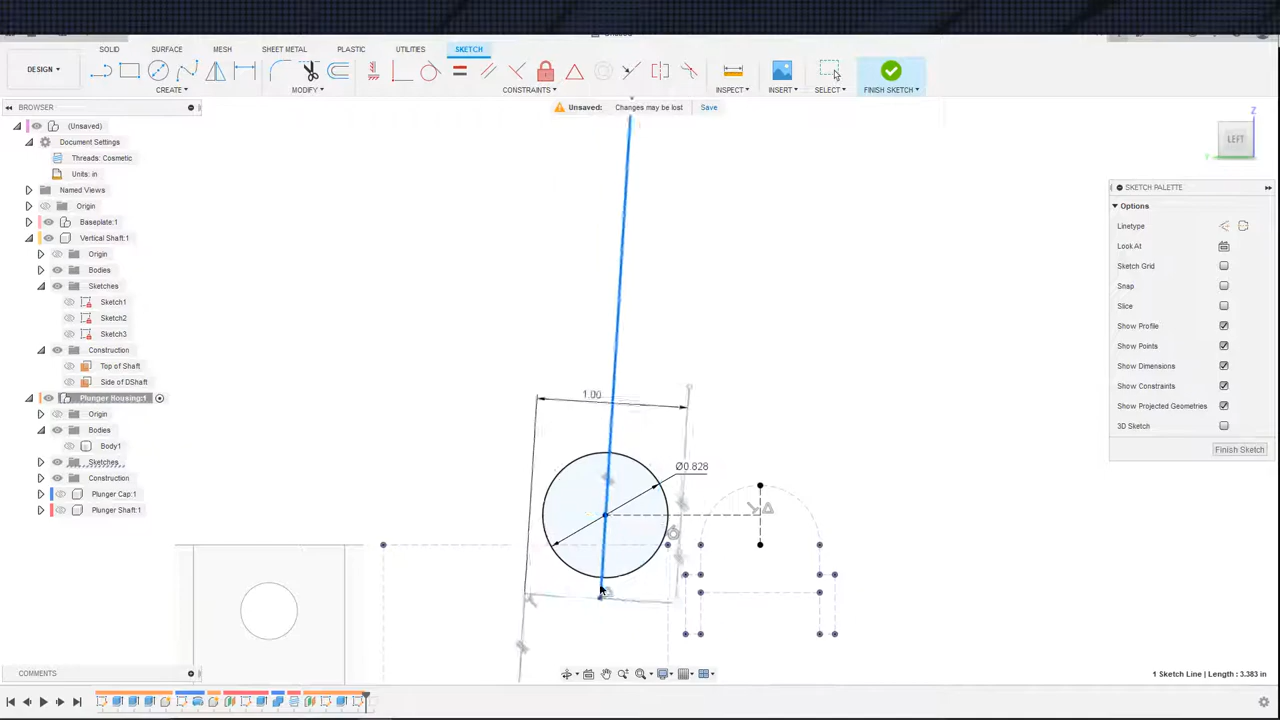 SOLID SURFACE MESH SHEET METAL PLASTIC UTILITIES SKETCH
DESIGN
CREATE MODIFY CONSTRAINTS INSPECT INSERT SELECT FINISH SKETCH
BROWSER
Unsaved: Changes may be lost Save
(Unsaved)
Document Settings
Threads: Cosmetic
Units: in
Named Views
Origin
Baseplate:1
Vertical Shaft:1
Origin
Bodies
Sketches
Sketch1
Sketch2
Sketch3
Construction
Top of Shaft
Side of DShaft
Plunger Housing:1
Origin
Bodies
Body1
Sketches
Construction
Plunger Cap:1
Plunger Shaft:1
1.00
Ø0.828
Z
LEFT
Y
SKETCH PALETTE
Options
Linetype
Look At
Sketch Grid
Snap
Slice
Show Profile
Show Points
Show Dimensions
Show Constraints
Show Projected Geometries
3D Sketch
Finish Sketch
COMMENTS
1 Sketch Line | Length : 3.383 in